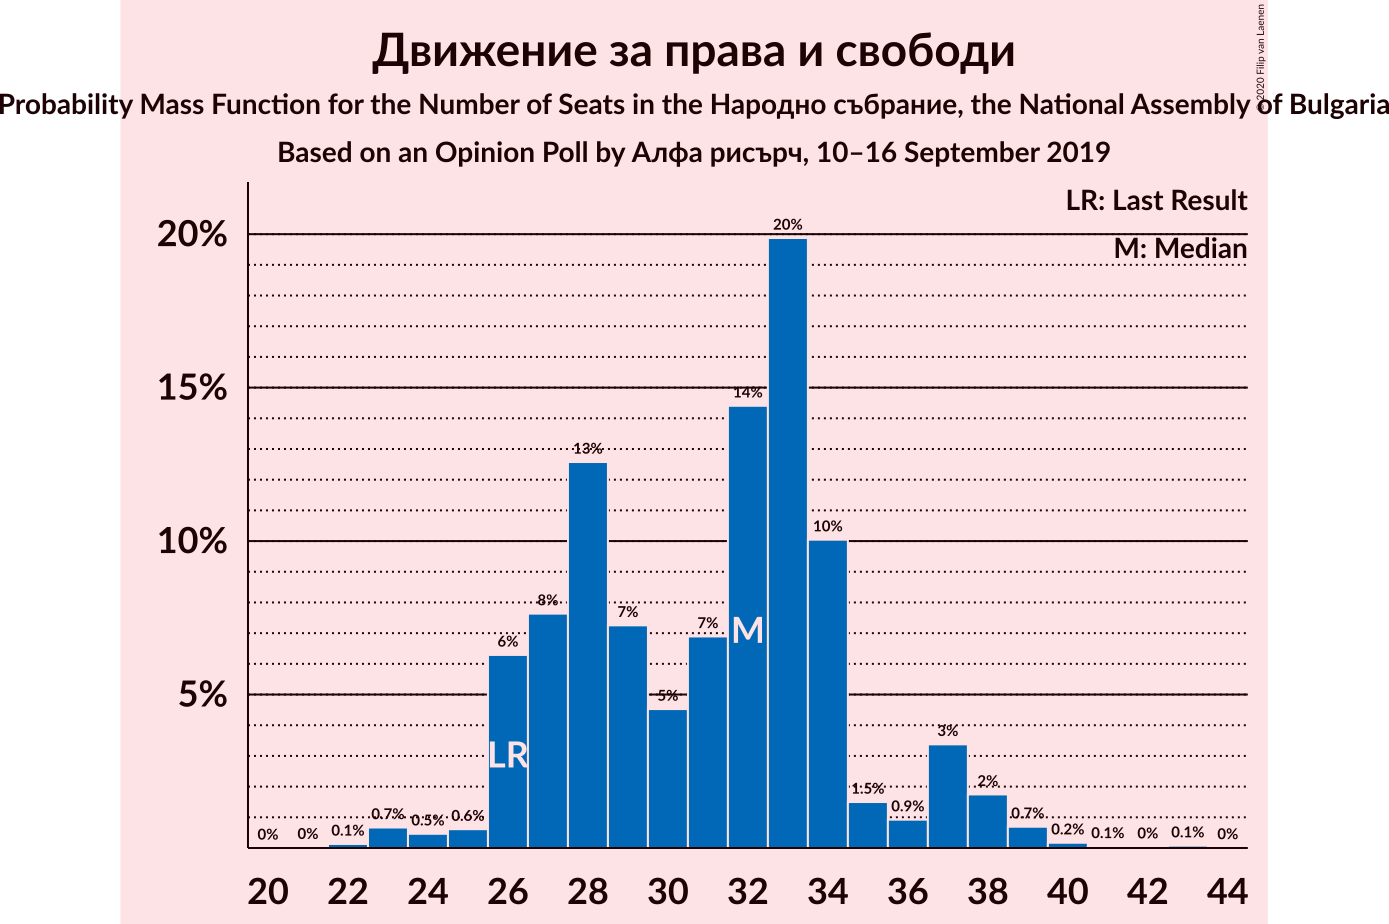 Движение за права и свободи
Probability Mass Function for the Number of Seats in the Народно събрание, the National Assembly of Bulgaria
Based on an Opinion Poll by Алфа рисърч, 10–16 September 2019
© 2020 Filip van Laenen
LR: Last Result
M: Median
20%
15%
10%
5%
0% 0% 0.1% 0.7% 0.5% 0.6% 6% 8% 13% 7% 5% 7% 14% 20% 10% 1.5% 0.9% 3% 2% 0.7% 0.2% 0.1% 0% 0.1% 0%
LR M
20 22 24 26 28 30 32 34 36 38 40 42 44